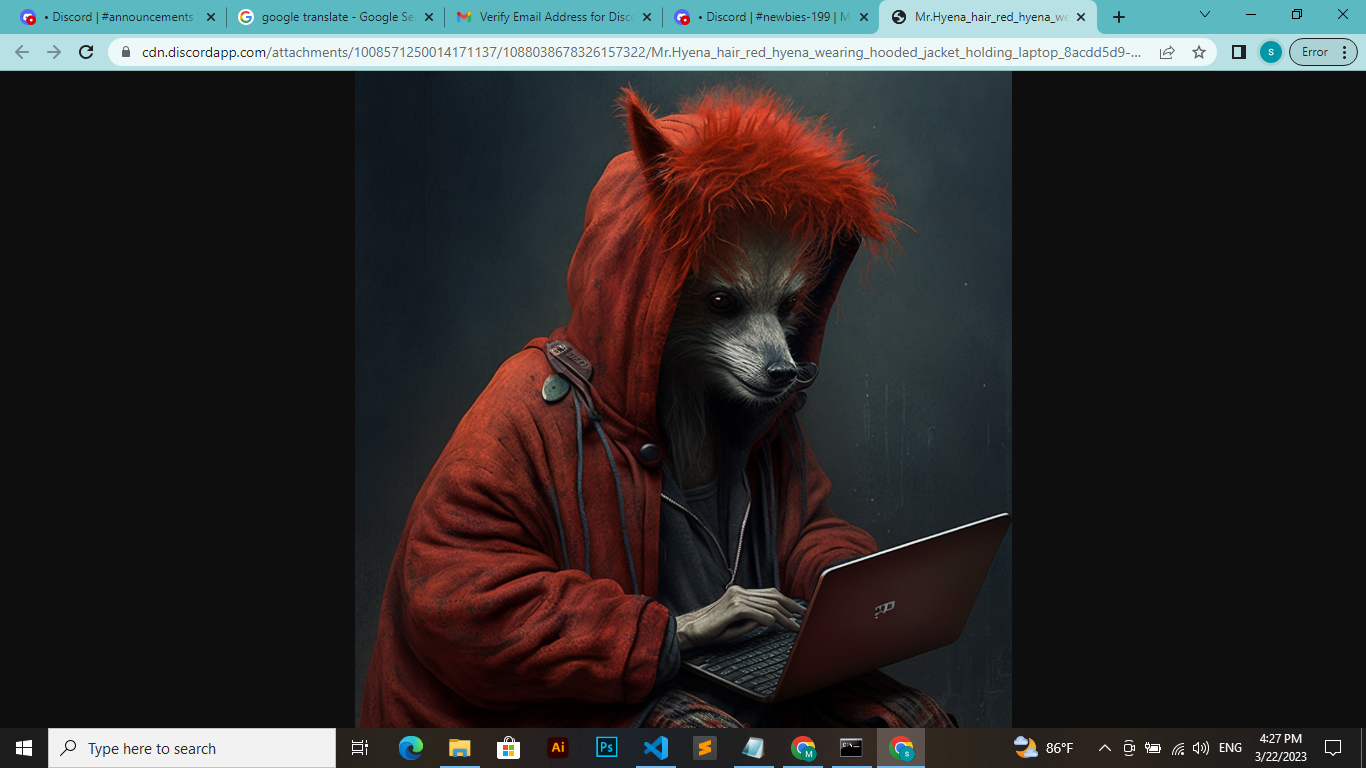 • Discord | #announcements
google translate - Google Se
Verify Email Address for Disco
• Discord | #newbies-199 | M
Mr.Hyena_hair_red_hyena_we
cdn.discordapp.com/attachments/1008571250014171137/1088038678326157322/Mr.Hyena_hair_red_hyena_wearing_hooded_jacket_holding_laptop_8acdd5d9-...
s
Error
Type here to search
Ai
Ps
M
S
86°F
ENG
4:27 PM
3/22/2023